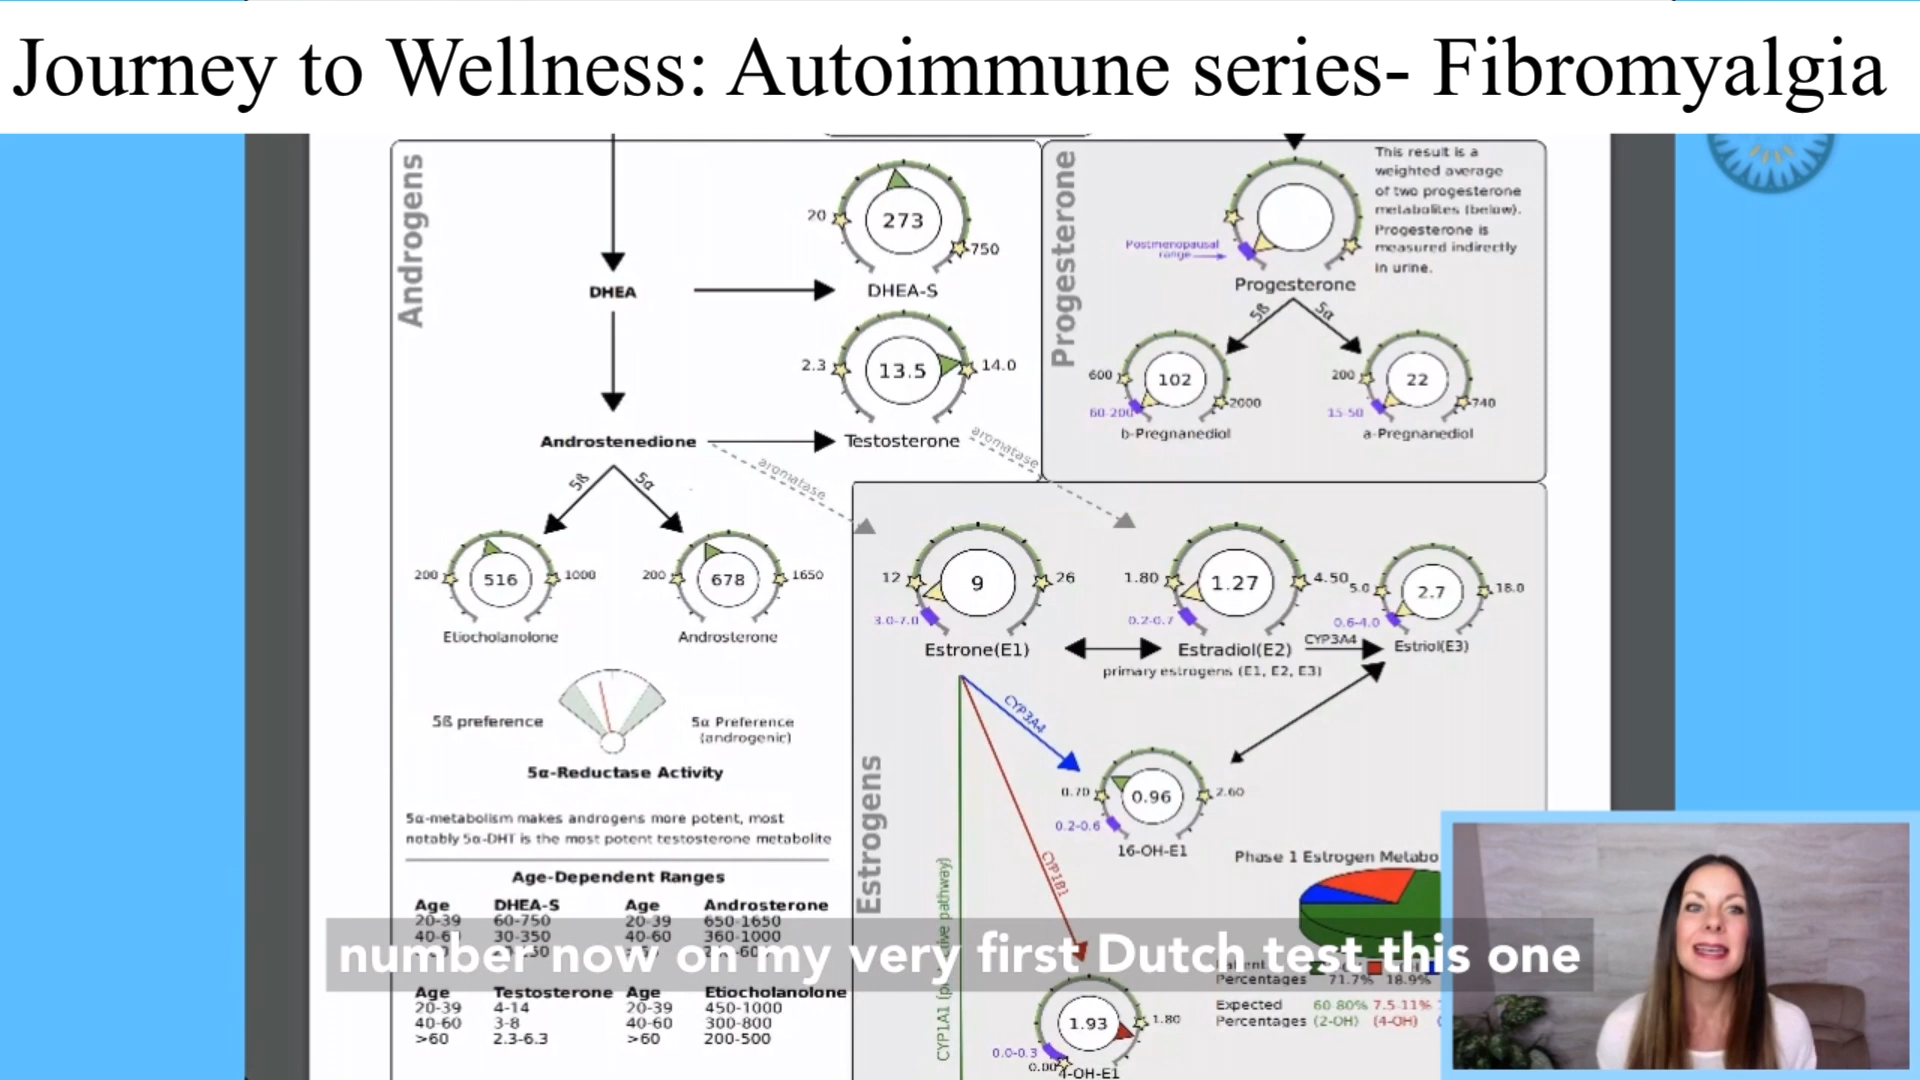 Journey to Wellness: Autoimmune series- Fibromyalgia
Androgens
20
273
750
DHEA
DHEA-S
2.3
13.5
14.0
Androstenedione
Testosterone
aromatase
aromatase
5ß
5α
200
516
1000
Etiocholanolone
200
678
1650
Androsterone
5ß preference
5α Preference
(androgenic)
5α-Reductase Activity
5α-metabolism makes androgens more potent, most
notably 5α-DHT is the most potent testosterone metabolite
Age-Dependent Ranges
Age DHEA-S Age Androsterone
20-39 60-750 20-39 650-1650
40-60 30-350 40-60 360-1000
Age Testosterone Age Etiocholanolone
20-39 4-14 20-39 450-1000
40-60 3-8 40-60 300-800
>60 2.3-6.3 >60 200-500
Progesterone
This result is a
weighted average
of two progesterone
metabolites (below).
Progesterone is
measured indirectly
in urine.
Postmenopausal
range
Progesterone
5ß
5α
600
102
2000
60-200
b-Pregnanediol
200
22
740
15-50
a-Pregnanediol
Estrogens
12
9
26
3.0-7.0
Estrone(E1)
1.80
1.27
4.50
0.2-0.7
Estradiol(E2)
5.0
2.7
18.0
0.6-4.0
CYP3A4
Estriol(E3)
primary estrogens (E1, E2, E3)
CYP3A4
0.70
0.96
2.60
0.2-0.6
16-OH-E1
CYP1B1
CYP1A1
pathway)
Phase 1 Estrogen Metabo
Percentages 71.7% 18.9%
Expected 60-80% 7.5-11%
Percentages (2-OH) (4-OH)
1.93
1.80
0.0-0.3
0.00
4-OH-E1
number now on my very first Dutch test this one